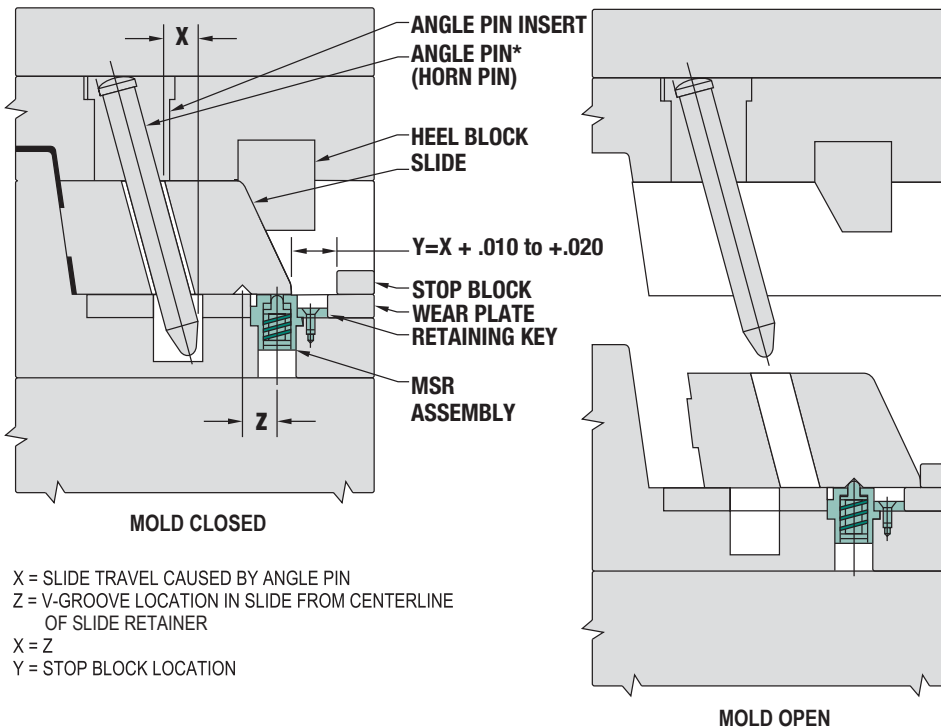 X
ANGLE PIN INSERT
ANGLE PIN*
(HORN PIN)
HEEL BLOCK
SLIDE
Y=X + .010 to +.020
STOP BLOCK
WEAR PLATE
RETAINING KEY
MSR
ASSEMBLY
Z
MOLD CLOSED
X = SLIDE TRAVEL CAUSED BY ANGLE PIN
Z = V-GROOVE LOCATION IN SLIDE FROM CENTERLINE
OF SLIDE RETAINER
X = Z
Y = STOP BLOCK LOCATION
MOLD OPEN